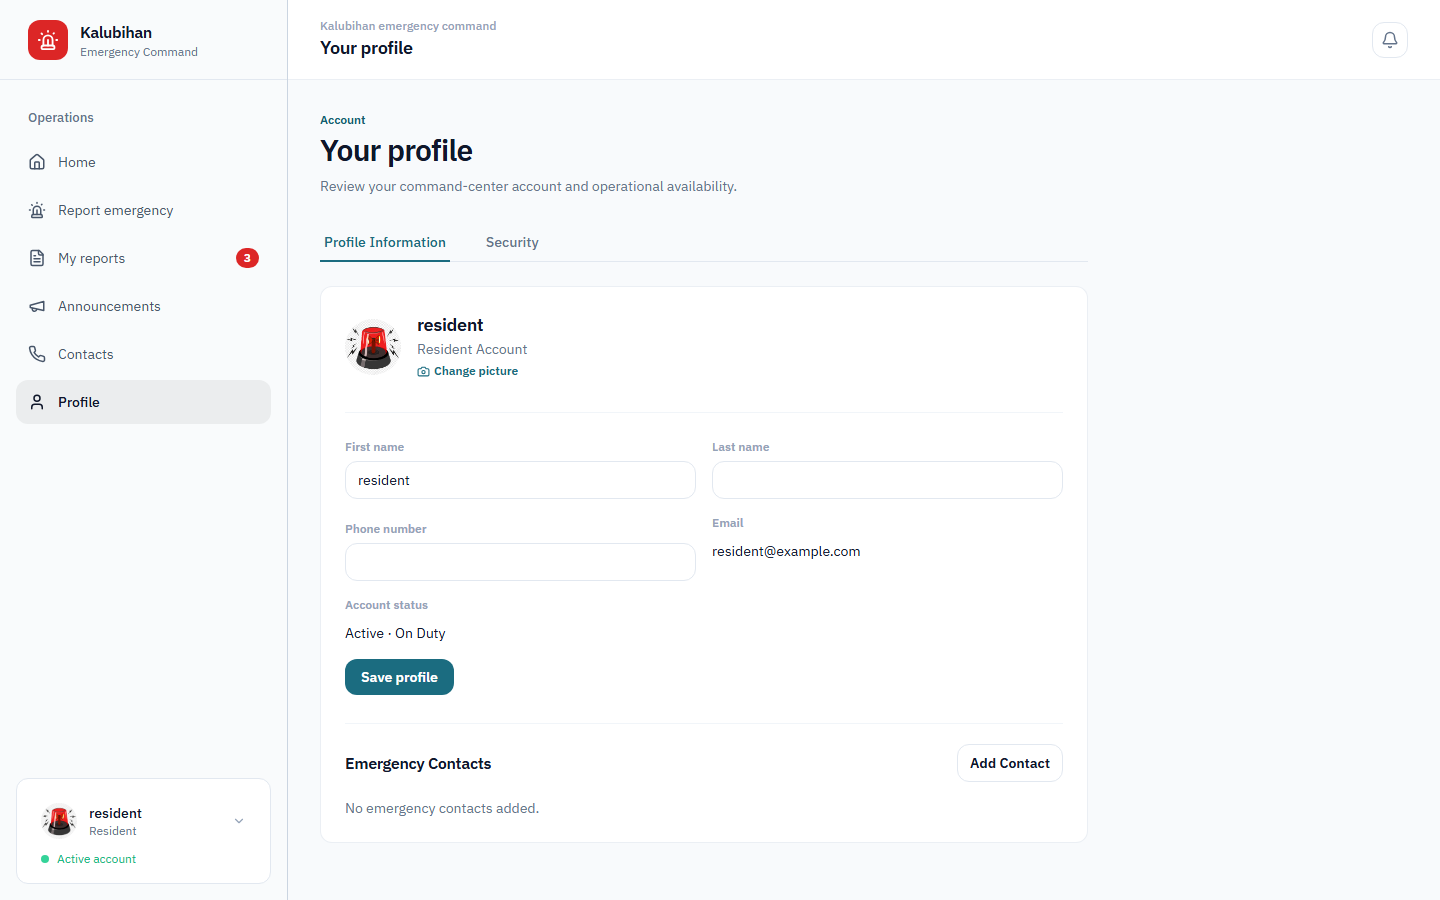 Kalubihan
Emergency Command
Operations
Home
Report emergency
My reports
3
Announcements
Contacts
Profile
resident
Resident
Active account
Kalubihan emergency command
Your profile
Account
Your profile
Review your command-center account and operational availability.
Profile Information
Security
resident
Resident Account
Change picture
First name
Last name
resident
Phone number
Email
resident@example.com
Account status
Active · On Duty
Save profile
Emergency Contacts
Add Contact
No emergency contacts added.